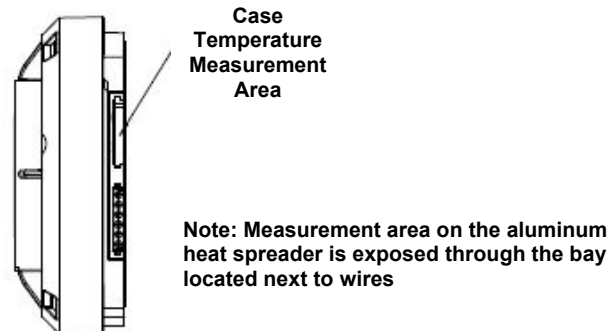 Case
Temperature
Measurement
Area
Note: Measurement area on the aluminum
heat spreader is exposed through the bay
located next to wires